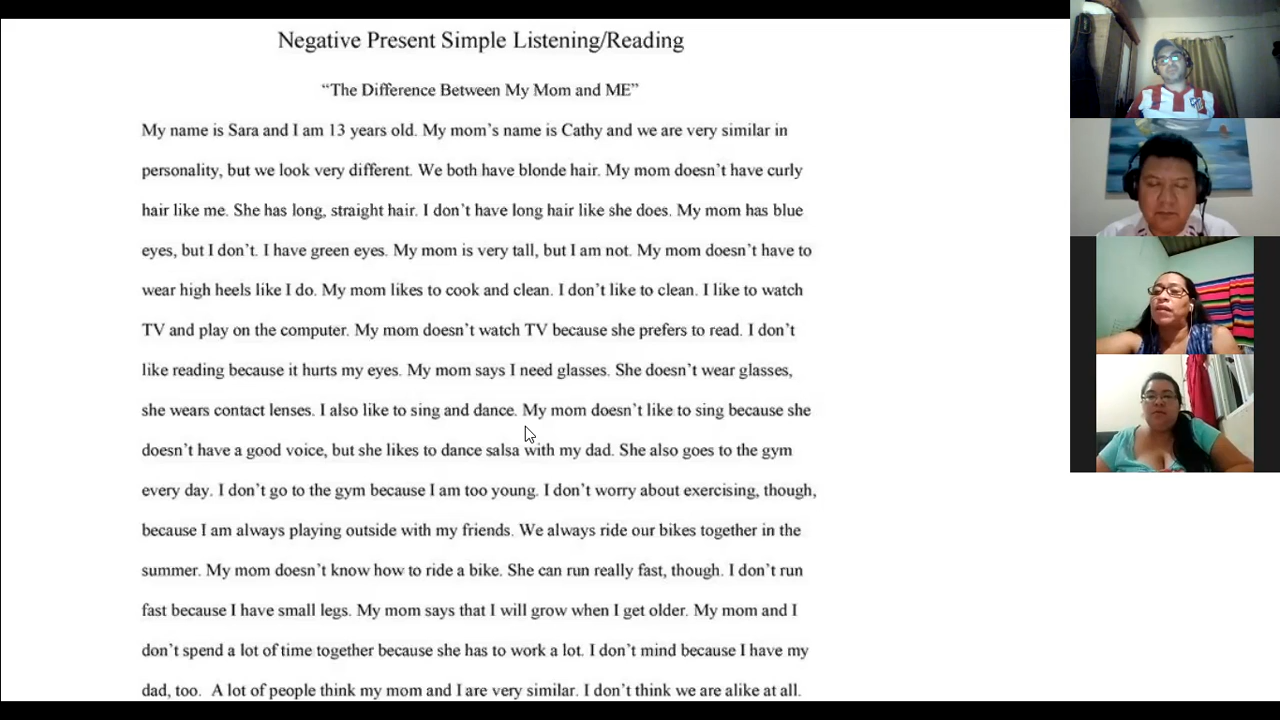 Negative Present Simple Listening/Reading
“The Difference Between My Mom and ME”
My name is Sara and I am 13 years old. My mom’s name is Cathy and we are very similar in
personality, but we look very different. We both have blonde hair. My mom doesn’t have curly
hair like me. She has long, straight hair. I don’t have long hair like she does. My mom has blue
eyes, but I don’t. I have green eyes. My mom is very tall, but I am not. My mom doesn’t have to
wear high heels like I do. My mom likes to cook and clean. I don’t like to clean. I like to watch
TV and play on the computer. My mom doesn’t watch TV because she prefers to read. I don’t
like reading because it hurts my eyes. My mom says I need glasses. She doesn’t wear glasses,
she wears contact lenses. I also like to sing and dance. My mom doesn’t like to sing because she
doesn’t have a good voice, but she likes to dance salsa with my dad. She also goes to the gym
every day. I don’t go to the gym because I am too young. I don’t worry about exercising, though,
because I am always playing outside with my friends. We always ride our bikes together in the
summer. My mom doesn’t know how to ride a bike. She can run really fast, though. I don’t run
fast because I have small legs. My mom says that I will grow when I get older. My mom and I
don’t spend a lot of time together because she has to work a lot. I don’t mind because I have my
dad, too.  A lot of people think my mom and I are very similar. I don’t think we are alike at all.